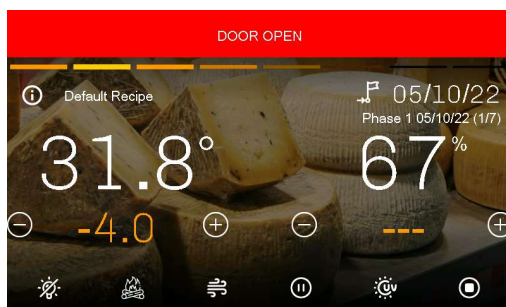 DOOR OPEN
Default Recipe
05/10/22
Phase 1 05/10/22 (1/7)
31.8°
67%
-4.0
---
UV